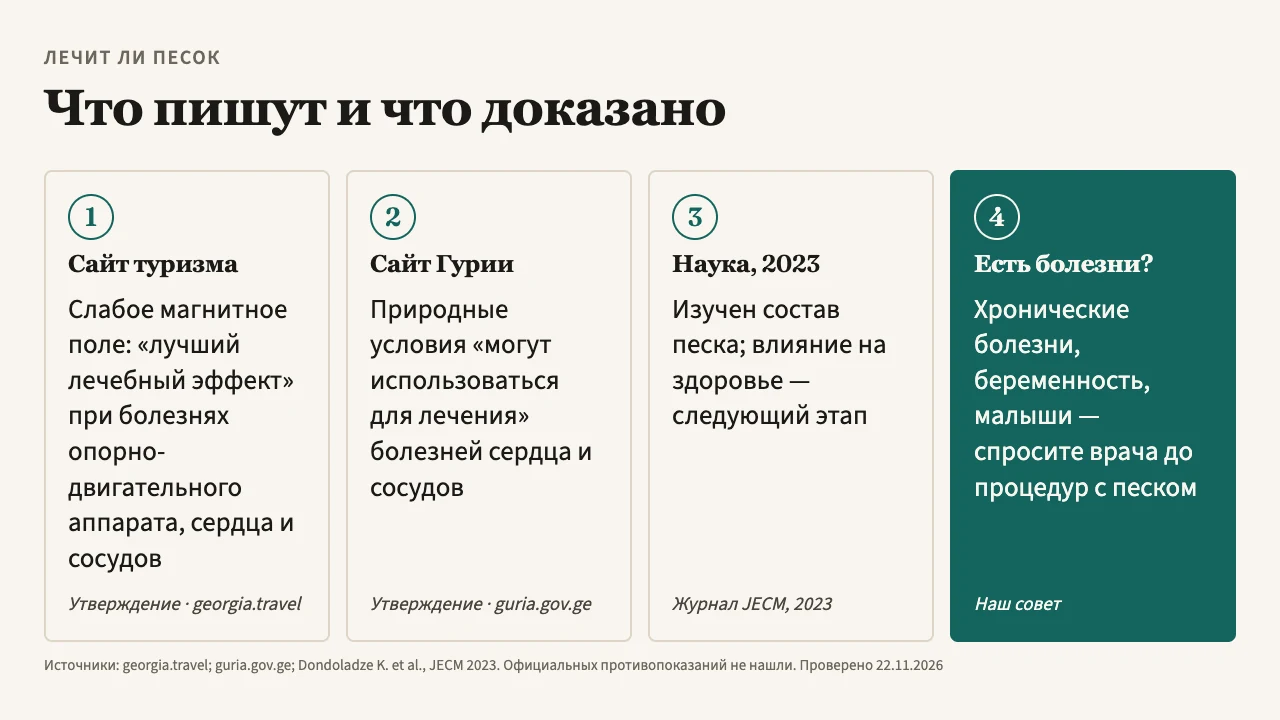 ЛЕЧИТ ЛИ ПЕСОК
Что пишут и что доказано
1
Сайт туризма
Слабое магнитное
поле: «лучший
лечебный эффект»
при болезнях
опорно-
двигательного
аппарата, сердца и
сосудов
Утверждение · georgia.travel
2
Сайт Гурии
Природные
условия «могут
использоваться
для лечения»
болезней сердца и
сосудов
Утверждение · guria.gov.ge
3
Наука, 2023
Изучен состав
песка; влияние на
здоровье —
следующий этап
Журнал JECM, 2023
4
Есть болезни?
Хронические
болезни,
беременность,
малыши —
спросите врача до
процедур с песком
Наш совет
Источники: georgia.travel; guria.gov.ge; Dondoladze K. et al., JECM 2023. Официальных противопоказаний не нашли. Проверено 22.11.2026